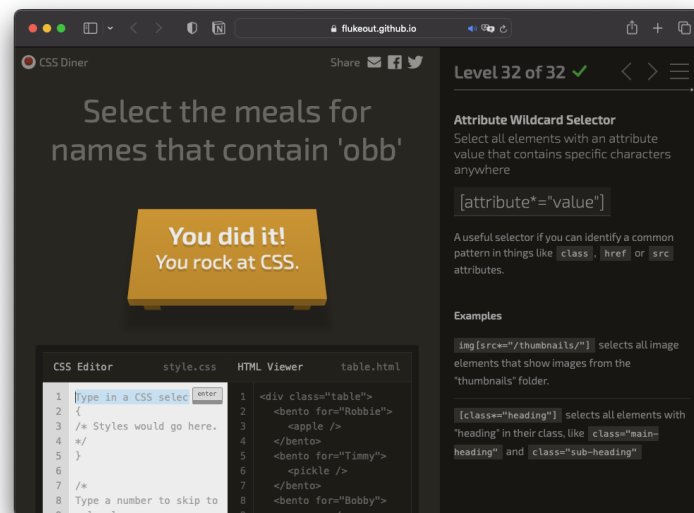 flukeout.github.io
CSS Diner
Share
Select the meals for
names that contain 'obb'
You did it!
You rock at CSS.
CSS Editor style.css
1 Type in a CSS selec enter
2 {
3 /* Styles would go here.
4 */
5 }
6
7 /*
8 Type a number to skip to
HTML Viewer table.html
1 <div class="table">
2 <bento for="Robbie">
3 <apple />
4 </bento>
5 <bento for="Timmy">
6 <pickle />
7 </bento>
8 <bento for="Bobby">
Level 32 of 32
Attribute Wildcard Selector
Select all elements with an attribute
value that contains specific characters
anywhere
[attribute*="value"]
A useful selector if you can identify a common
pattern in things like class , href or src
attributes.
Examples
img[src*="/thumbnails/"] selects all image
elements that show images from the
"thumbnails" folder.
[class*="heading"] selects all elements with
"heading" in their class, like class="main-
heading" and class="sub-heading"